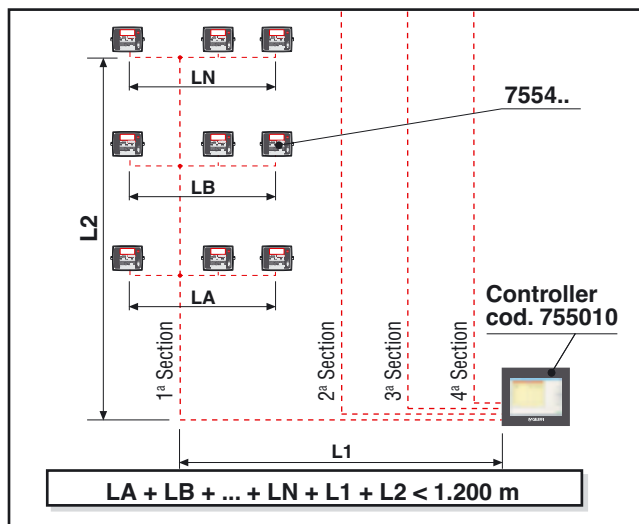 LN
7554..
LB
L2
LA
Controller
cod. 755010
1ª Section
2ª Section
3ª Section
4ª Section
L1
LA + LB + ... + LN + L1 + L2 < 1.200 m